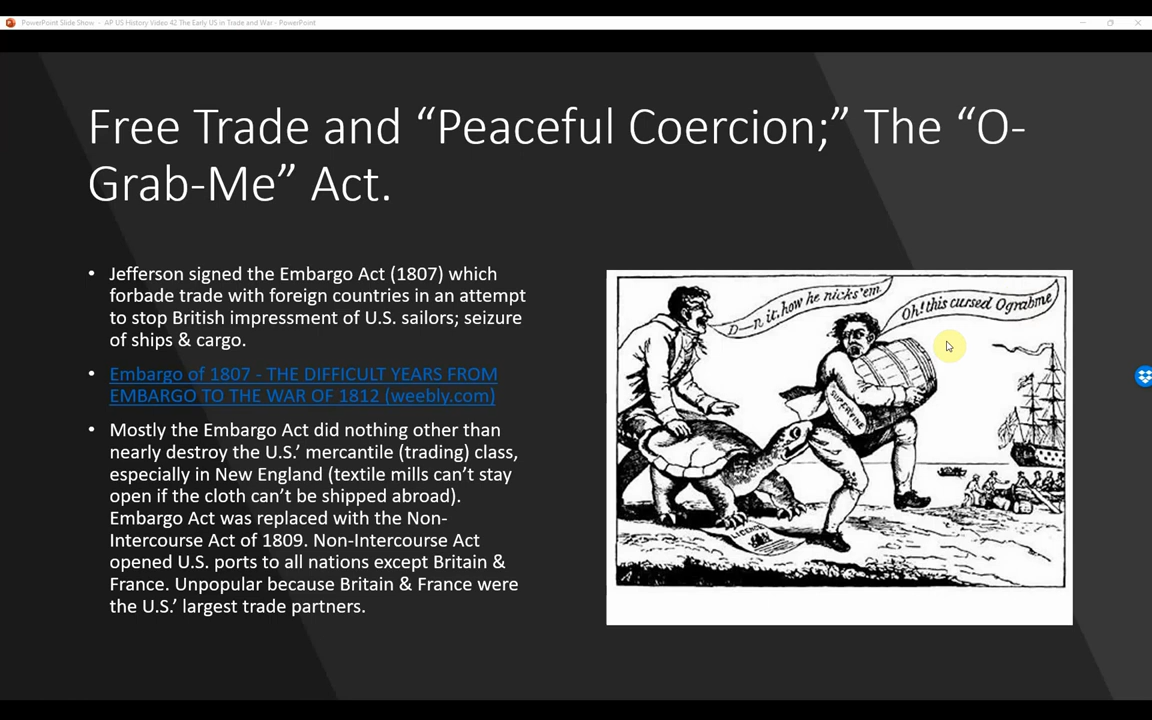 PowerPoint Slide Show - AP US History Video 42 The Early US in Trade and War - PowerPoint
Free Trade and “Peaceful Coercion;” The “O-
Grab-Me” Act.
• Jefferson signed the Embargo Act (1807) which
forbade trade with foreign countries in an attempt
to stop British impressment of U.S. sailors; seizure
of ships & cargo.
• Embargo of 1807 - THE DIFFICULT YEARS FROM
EMBARGO TO THE WAR OF 1812 (weebly.com)
• Mostly the Embargo Act did nothing other than
nearly destroy the U.S.’ mercantile (trading) class,
especially in New England (textile mills can’t stay
open if the cloth can’t be shipped abroad).
Embargo Act was replaced with the Non-
Intercourse Act of 1809. Non-Intercourse Act
opened U.S. ports to all nations except Britain &
France. Unpopular because Britain & France were
the U.S.’ largest trade partners.
D—n it, how he nicks'em
Oh! this cursed Ograbme
SUPERFINE
LICENCE